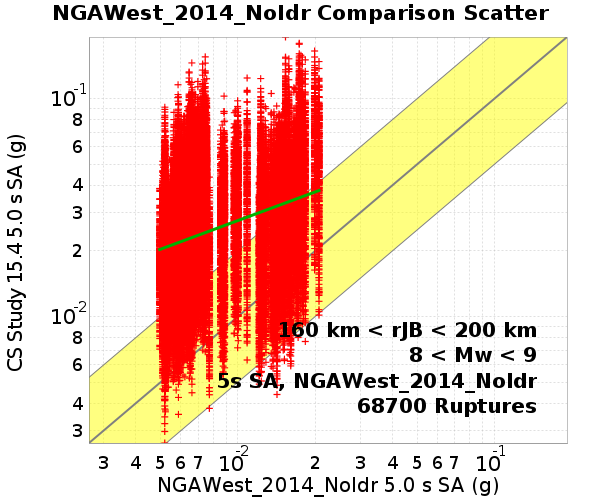 NGAWest_2014_NoIdr Comparison Scatter
CS Study 15.4 5.0 s SA (g)
10-1
8
6
4
3
2
10-2
8
6
4
3
160 km < rJB < 200 km
8 < Mw < 9
5s SA, NGAWest_2014_NoIdr
68700 Ruptures
3 4 5 6 7 10-2 2 3 4 5 6 7 10-1
NGAWest_2014_NoIdr 5.0 s SA (g)